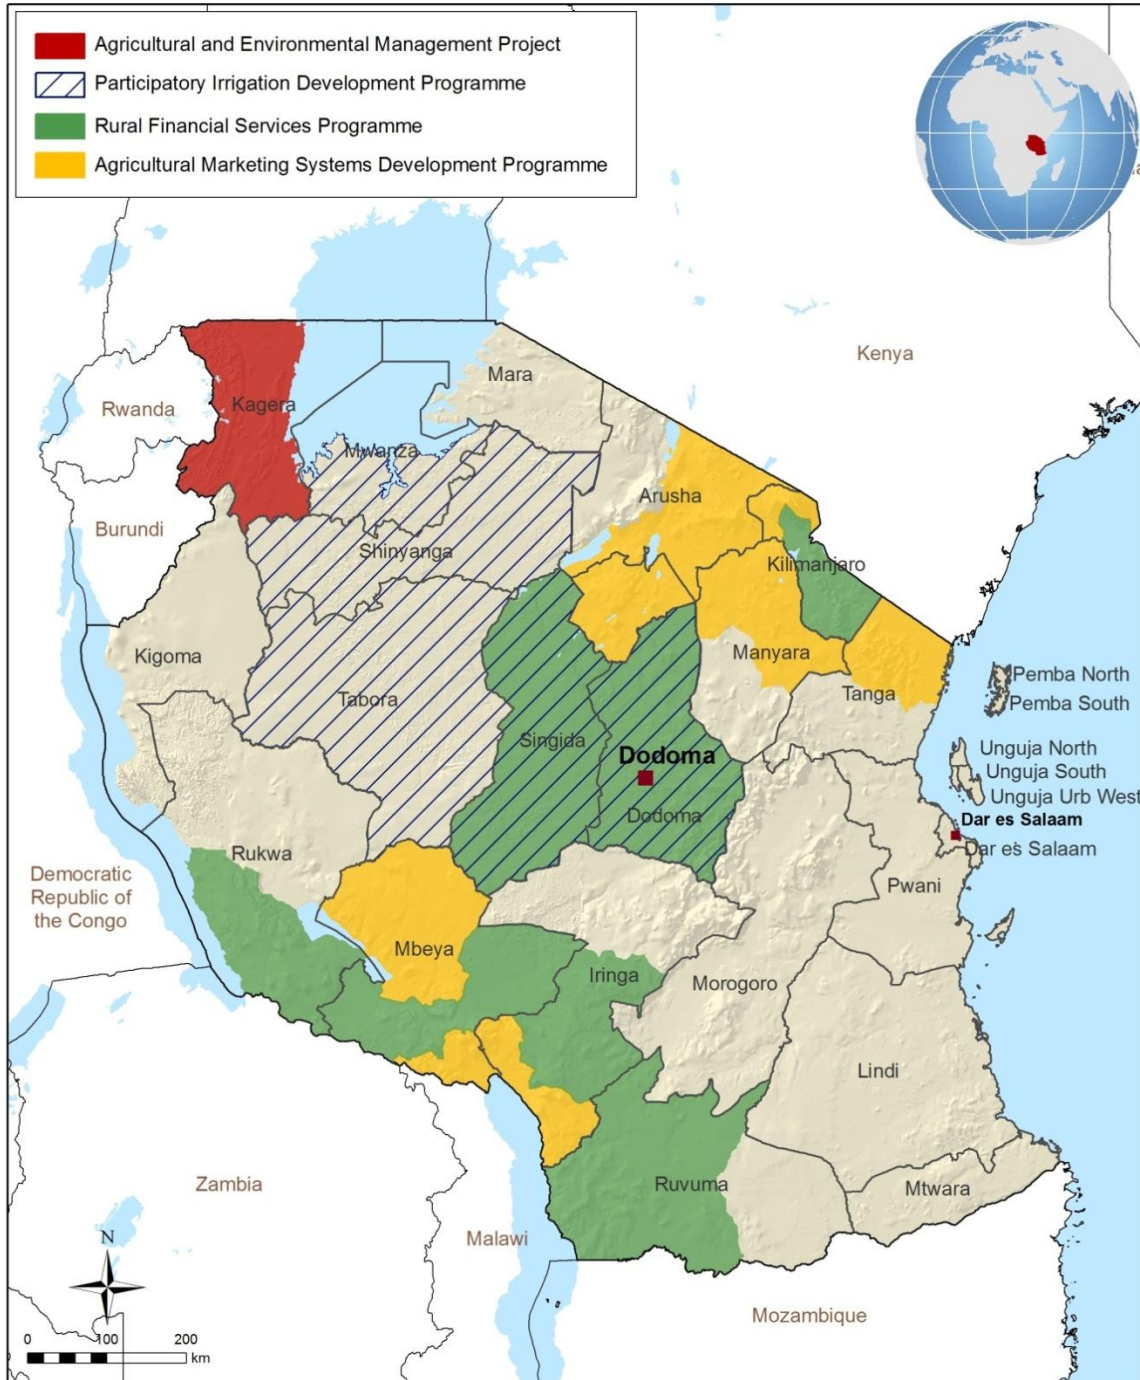 Agricultural and Environmental Management Project
Participatory Irrigation Development Programme
Rural Financial Services Programme
Agricultural Marketing Systems Development Programme
Kenya
Mara
Rwanda
Kagera
Mwanza
Arusha
Burundi
Shinyanga
Kilimanjaro
Kigoma
Manyara
Pemba North
Tabora
Tanga
Pemba South
Singida
Dodoma
Unguja North
Unguja South
Unguja Urb West
Dodoma
Dar es Salaam
Dar es Salaam
Rukwa
Democratic
Republic of
the Congo
Pwani
Mbeya
Iringa
Morogoro
Lindi
Zambia
Ruvuma
Mtwara
Malawi
N
Mozambique
0 100 200
km